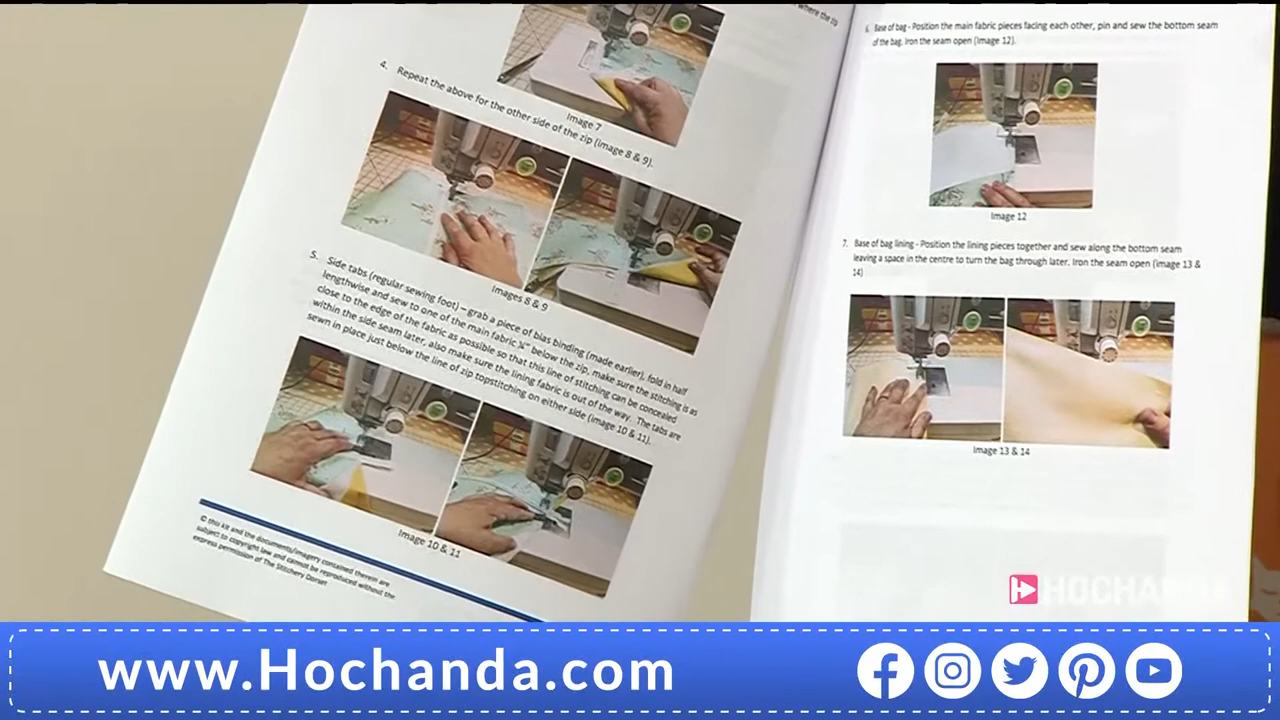 where the zip
Image 7
4. Repeat the above for the other side of the zip (image 8 & 9).
Images 8 & 9
5. Side tabs (regular sewing foot) – grab a piece of bias binding (made earlier), fold in half
lengthwise and sew to one of the main fabric ¼" below the zip, make sure the stitching is as
close to the edge of the fabric as possible so that this line of stitching can be concealed
within the side seam later, also make sure the lining fabric is out of the way. The tabs are
sewn in place just below the line of zip topstitching on either side (image 10 & 11).
Image 10 & 11
© this kit and the documents/imagery contained therein are
subject to copyright law and cannot be reproduced without the
express permission of The Stitchery Dorset
6. Base of bag - Position the main fabric pieces facing each other, pin and sew the bottom seam
of the bag. Iron the seam open (Image 12).
Image 12
7. Base of bag lining - Position the lining pieces together and sew along the bottom seam
leaving a space in the centre to turn the bag through later. Iron the seam open (image 13 &
14)
Image 13 & 14
HOCHANDA
www.Hochanda.com